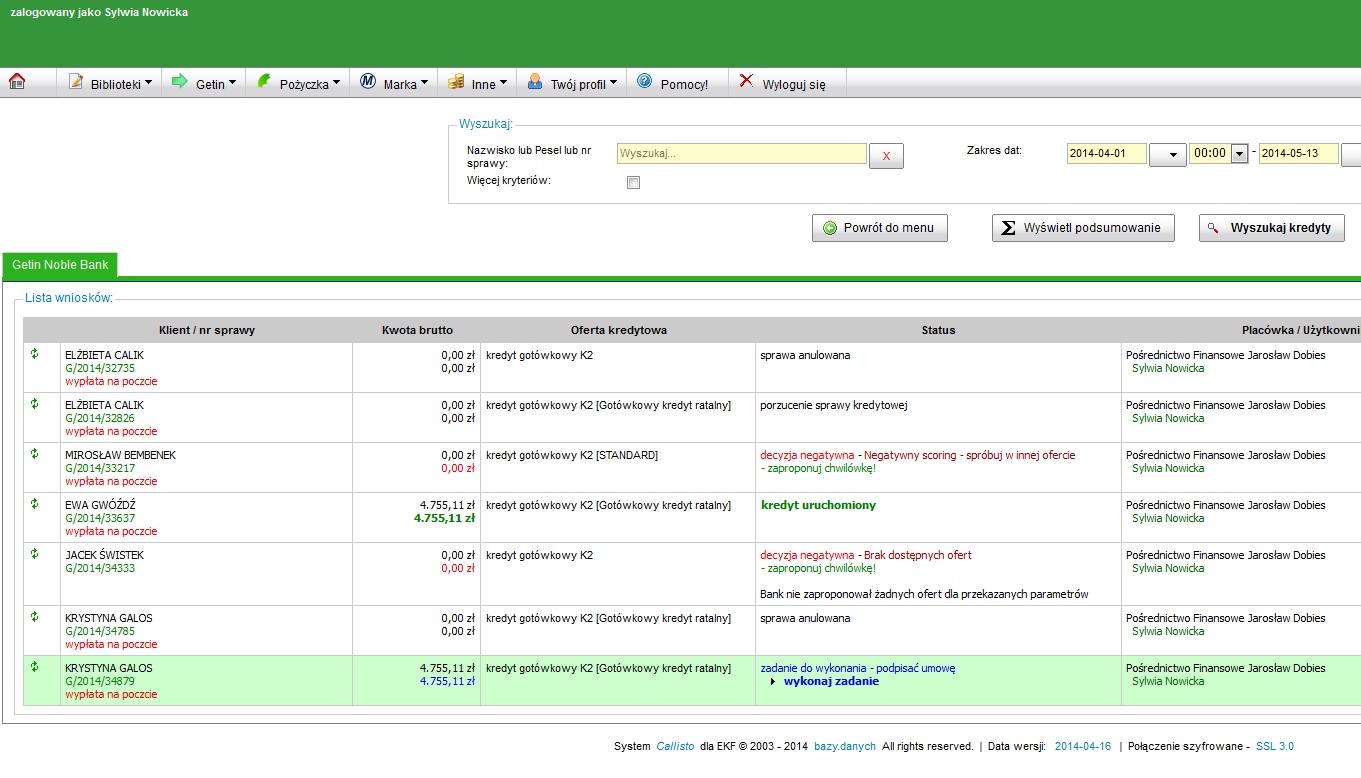 zalogowany jako Sylwia Nowicka
Biblioteki Getin Pożyczka Marka Inne Twój profil Pomocy! Wyloguj się
Wyszukaj:
Nazwisko lub Pesel lub nr sprawy: Wyszukaj... X Zakres dat: 2014-04-01 00:00 - 2014-05-13
Więcej kryteriów:
Powrót do menu Wyświetl podsumowanie Wyszukaj kredyty
Getin Noble Bank
Lista wniosków:
Klient / nr sprawy Kwota brutto Oferta kredytowa Status Placówka / Użytkowni
ELŻBIETA CALIK 0,00 zł kredyt gotówkowy K2 sprawa anulowana Pośrednictwo Finansowe Jarosław Dobies
G/2014/32735 0,00 zł Sylwia Nowicka
wypłata na poczcie
ELŻBIETA CALIK 0,00 zł kredyt gotówkowy K2 [Gotówkowy kredyt ratalny] porzucenie sprawy kredytowej Pośrednictwo Finansowe Jarosław Dobies
G/2014/32826 0,00 zł Sylwia Nowicka
wypłata na poczcie
MIROSŁAW BEMBENEK 0,00 zł kredyt gotówkowy K2 [STANDARD] decyzja negatywna - Negatywny scoring - spróbuj w innej ofercie Pośrednictwo Finansowe Jarosław Dobies
G/2014/33217 0,00 zł - zaproponuj chwilówkę! Sylwia Nowicka
wypłata na poczcie
EWA GWÓŹDŹ 4.755,11 zł kredyt gotówkowy K2 [Gotówkowy kredyt ratalny] kredyt uruchomiony Pośrednictwo Finansowe Jarosław Dobies
G/2014/33637 4.755,11 zł Sylwia Nowicka
wypłata na poczcie
JACEK ŚWISTEK 0,00 zł kredyt gotówkowy K2 decyzja negatywna - Brak dostępnych ofert Pośrednictwo Finansowe Jarosław Dobies
G/2014/34333 0,00 zł - zaproponuj chwilówkę! Sylwia Nowicka
Bank nie zaproponował żadnych ofert dla przekazanych parametrów
KRYSTYNA GALOS 0,00 zł kredyt gotówkowy K2 [Gotówkowy kredyt ratalny] sprawa anulowana Pośrednictwo Finansowe Jarosław Dobies
G/2014/34785 0,00 zł Sylwia Nowicka
wypłata na poczcie
KRYSTYNA GALOS 4.755,11 zł kredyt gotówkowy K2 [Gotówkowy kredyt ratalny] zadanie do wykonania - podpisać umowę Pośrednictwo Finansowe Jarosław Dobies
G/2014/34879 4.755,11 zł wykonaj zadanie Sylwia Nowicka
wypłata na poczcie
System Callisto dla EKF © 2003 - 2014 bazy.danych All rights reserved. | Data wersji: 2014-04-16 | Połączenie szyfrowane - SSL 3.0